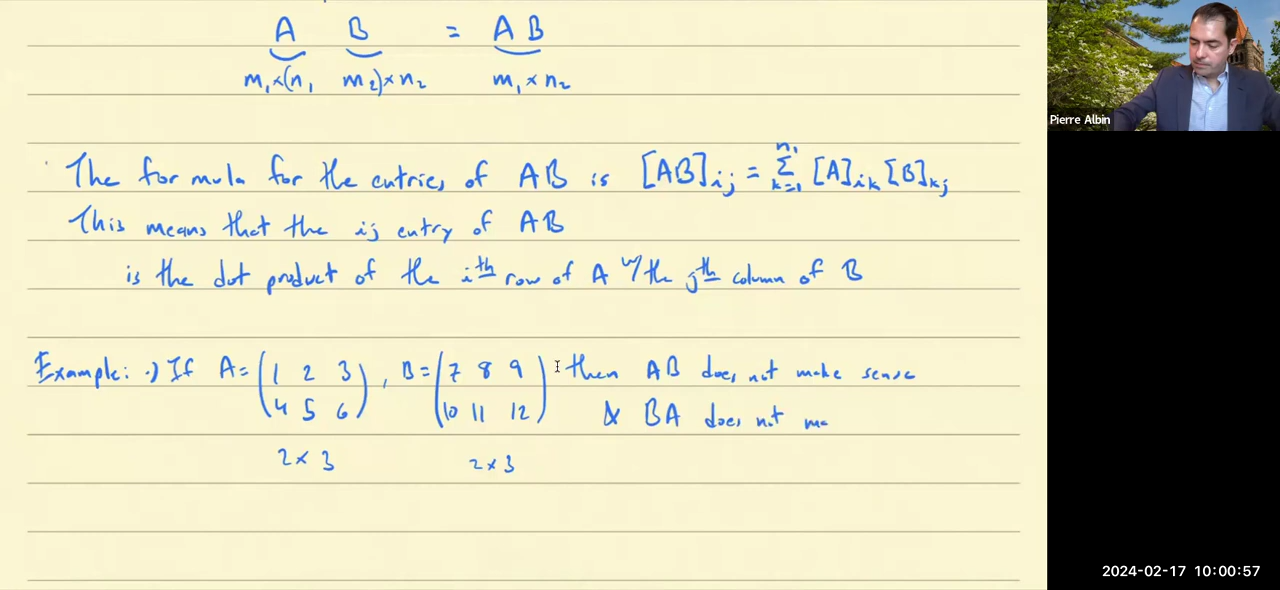 A B = A B
m₁×(n₁ m₂)×n₂ m₁×n₂
Pierre Albin
The formula for the entries of AB is [AB]ᵢⱼ = Σₖ₌₁ⁿ¹ [A]ᵢₖ [B]ₖⱼ
This means that the ij entry of AB
is the dot product of the iᵗʰ row of A w/ the jᵗʰ column of B
Example: •) If A = (1 2 3 , B = (7 8 9) then AB does not make sense
4 5 6) 10 11 12) & BA does not ma
2×3 2×3
2024-02-17 10:00:57